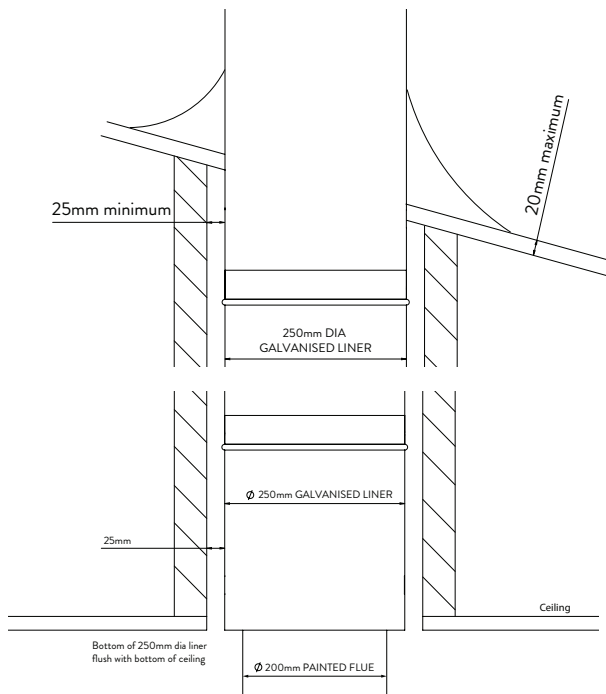 20mm maximum
25mm minimum
250mm DIA
GALVANISED LINER
Ø 250mm GALVANISED LINER
25mm
Ceiling
Bottom of 250mm dia liner
flush with bottom of ceiling
Ø 200mm PAINTED FLUE